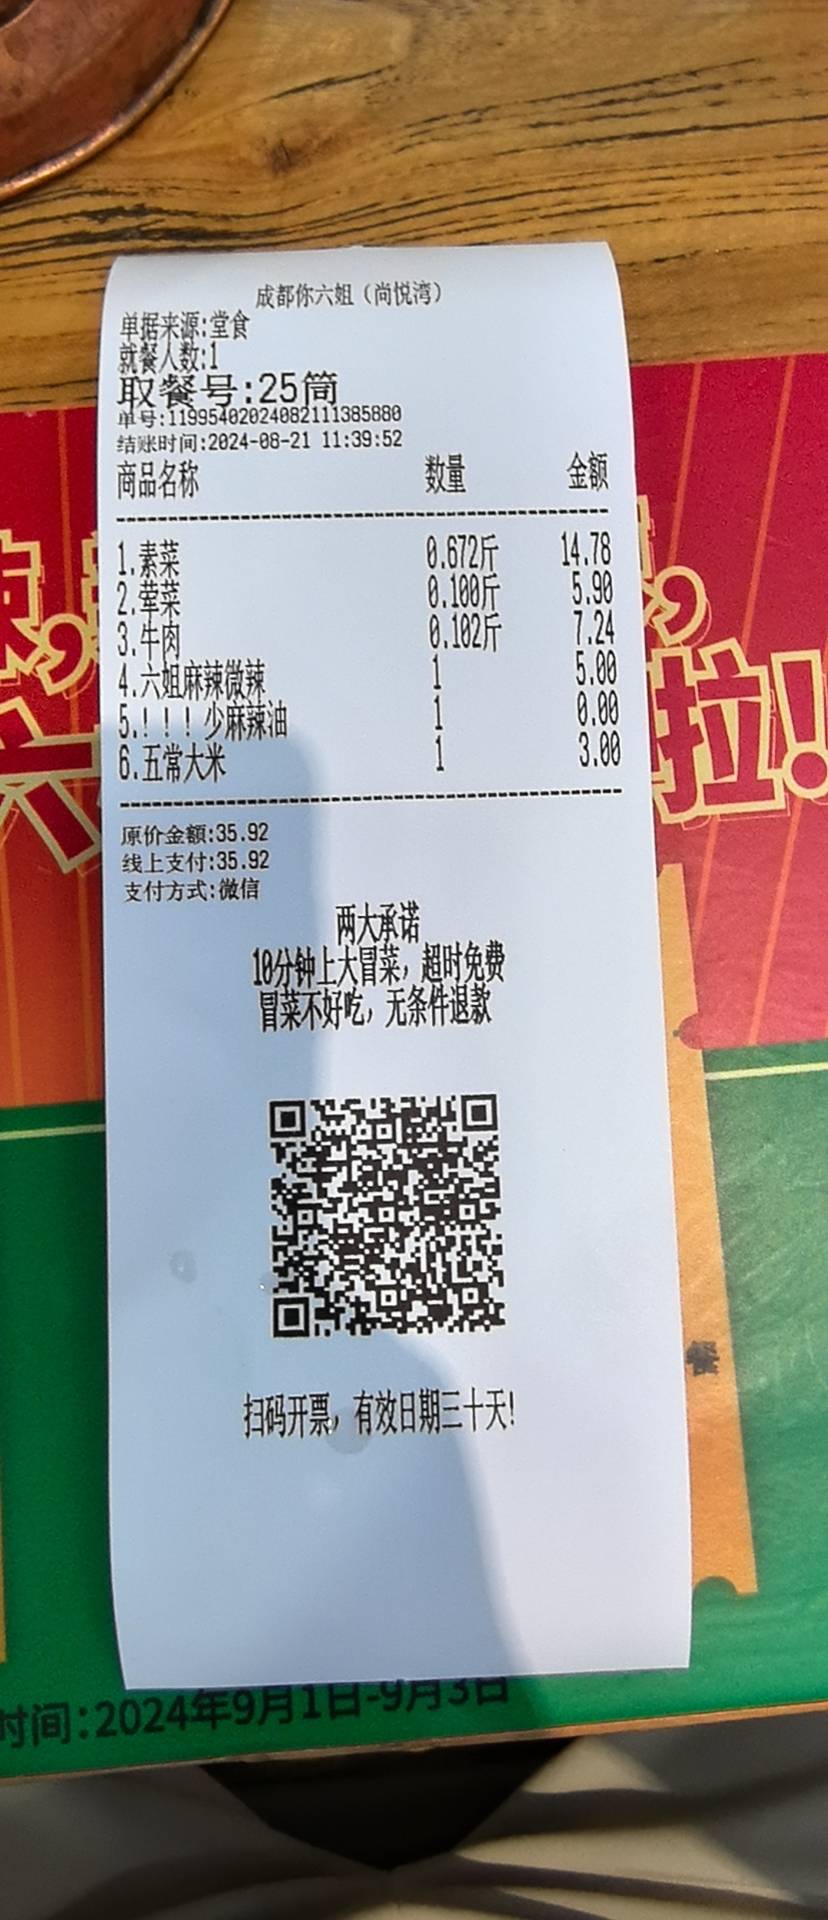 成都你六姐（尚悦湾）
单据来源:堂食
就餐人数:1
取餐号:25筒
单号:11995402024082111385880
结账时间:2024-08-21 11:39:52
商品名称 数量 金额
1.素菜 0.672斤 14.78
2.荤菜 0.100斤 5.90
3.牛肉 0.102斤 7.24
4.六姐麻辣微辣 1 5.00
5.!!!少麻辣油 1 0.00
6.五常大米 1 3.00
原价金额:35.92
线上支付:35.92
支付方式:微信
两大承诺
10分钟上大冒菜，超时免费
冒菜不好吃，无条件退款
扫码开票，有效日期三十天!
拉!
餐
时间:2024年9月1日-9月3日